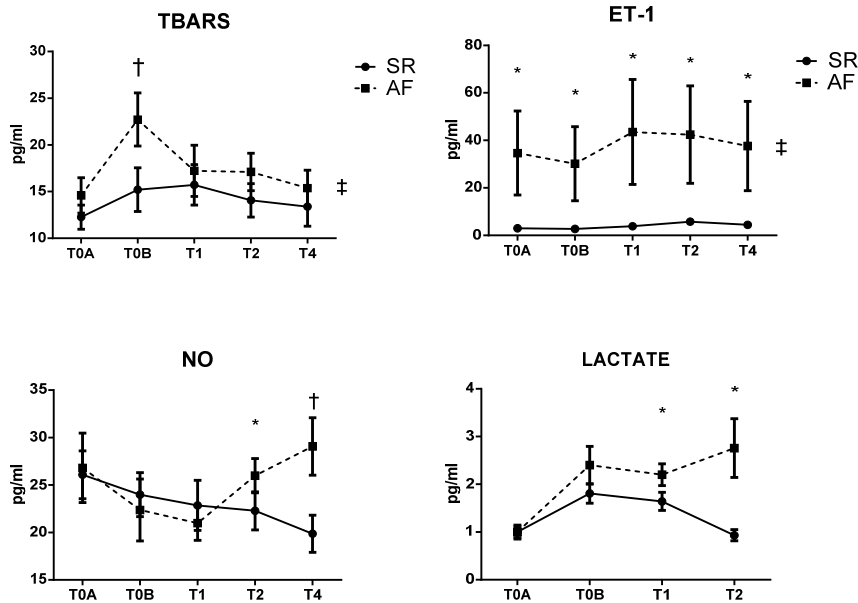 TBARS
30
25
20
15
10
pg/ml
†
‡
T0A T0B T1 T2 T4
SR
AF
ET-1
80
60
40
20
0
pg/ml
* * * * *
‡
T0A T0B T1 T2 T4
SR
AF
NO
35
30
25
20
15
pg/ml
* †
T0A T0B T1 T2 T4
LACTATE
4
3
2
1
0
pg/ml
* *
T0A T0B T1 T2